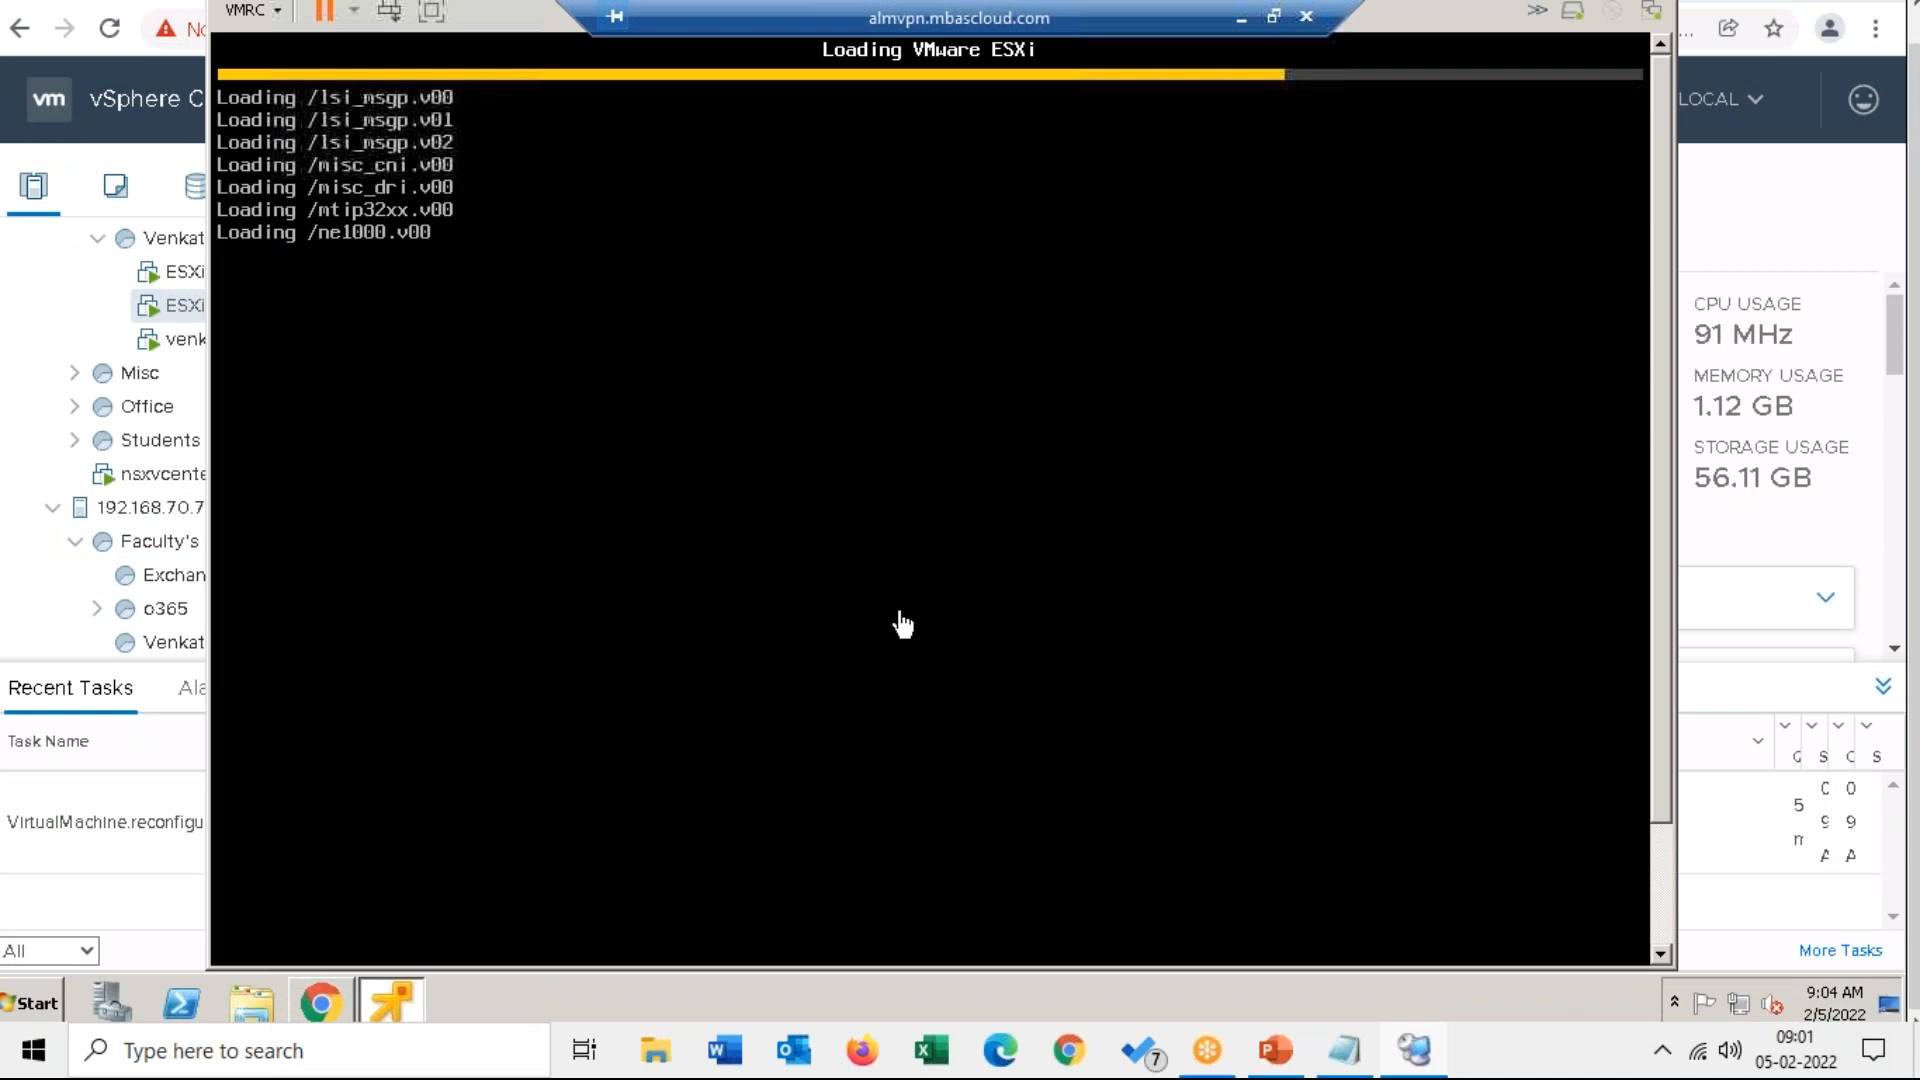 VMRC
almvpn.mbascloud.com
Loading VMware ESXi
Loading /lsi_msgp.v00
Loading /lsi_msgp.v01
Loading /lsi_msgp.v02
Loading /misc_cni.v00
Loading /misc_dri.v00
Loading /mtip32xx.v00
Loading /ne1000.v00
vm vSphere C
LOCAL
Venkat
ESXi
ESXi
venk
Misc
Office
Students
nsxvcente
192.168.70.7
Faculty's
Exchan
o365
Venkat
CPU USAGE
91 MHz
MEMORY USAGE
1.12 GB
STORAGE USAGE
56.11 GB
Recent Tasks
Ala
Task Name
VirtualMachine.reconfigu
All
More Tasks
Start
9:04 AM
2/5/2022
Type here to search
7
09:01
05-02-2022